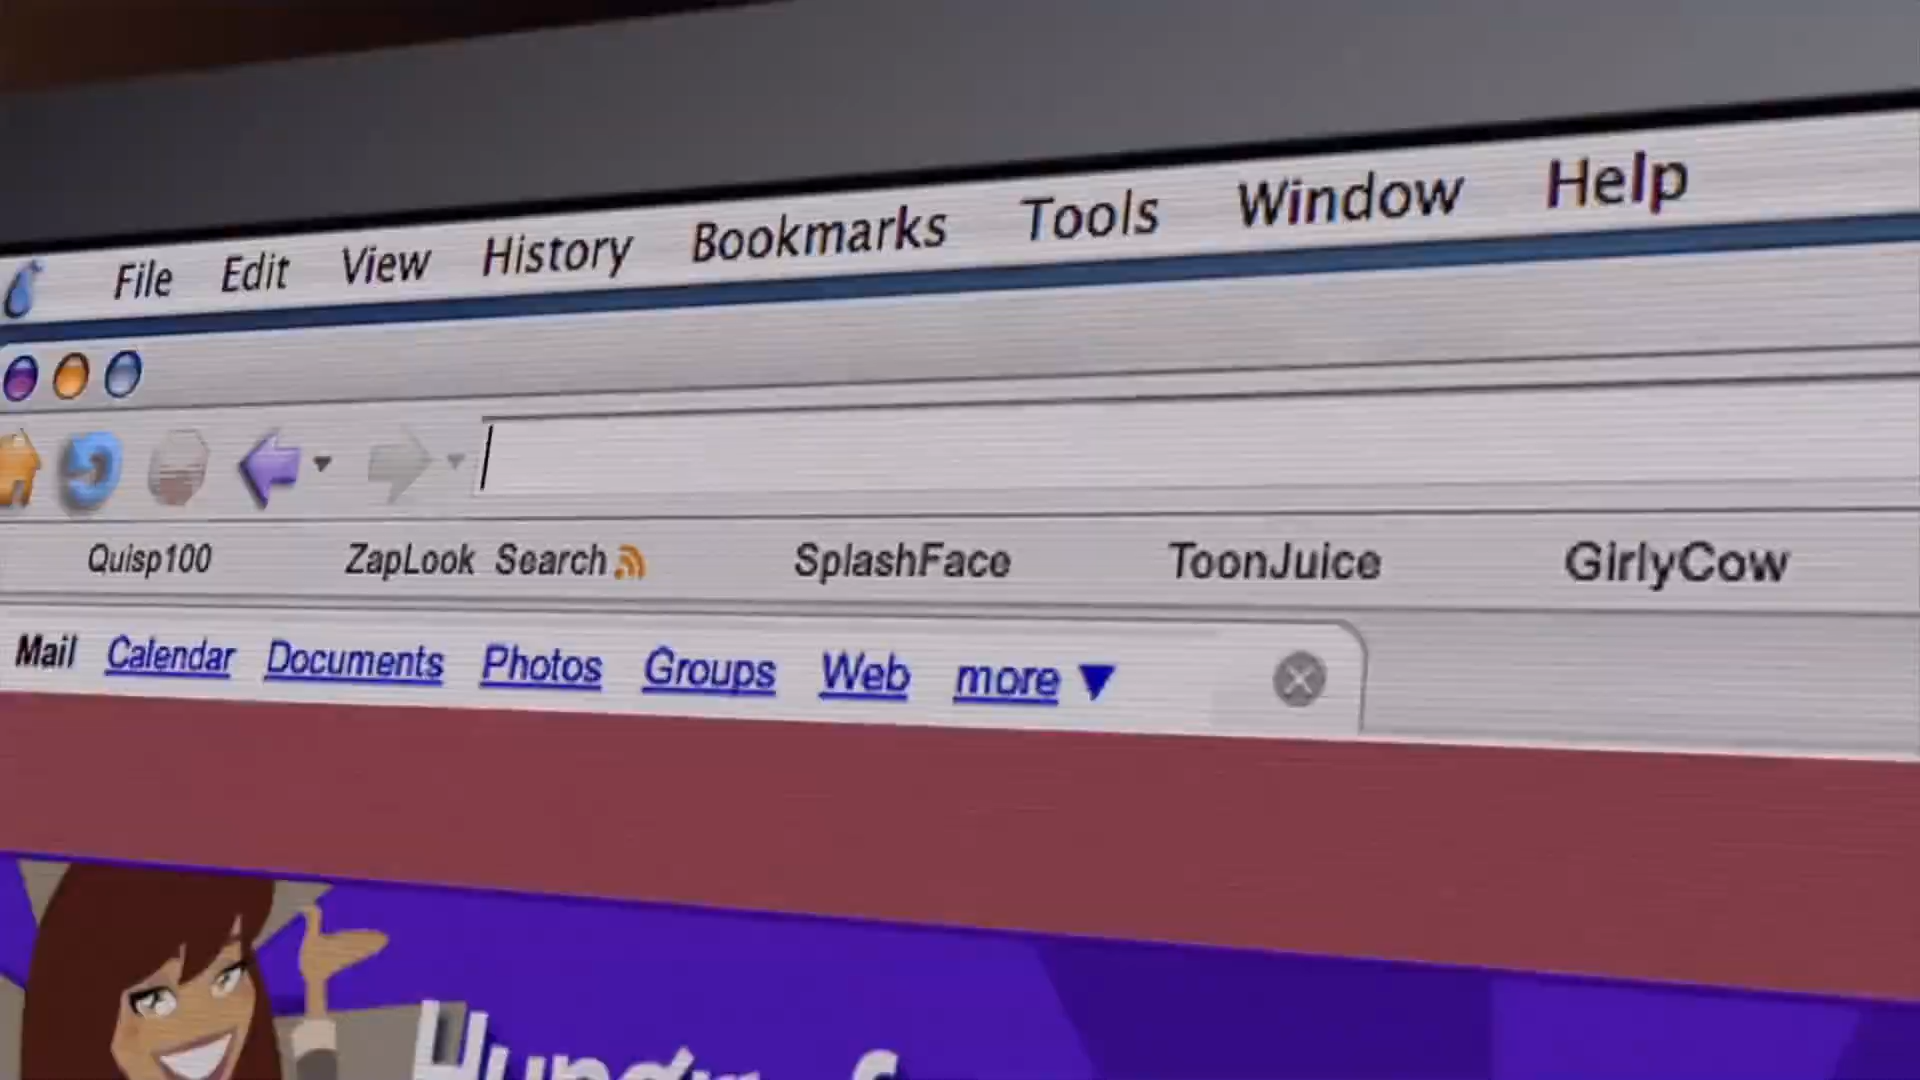 File Edit View History Bookmarks Tools Window Help
Quisp100 ZapLook Search SplashFace ToonJuice GirlyCow
Mail Calendar Documents Photos Groups Web more